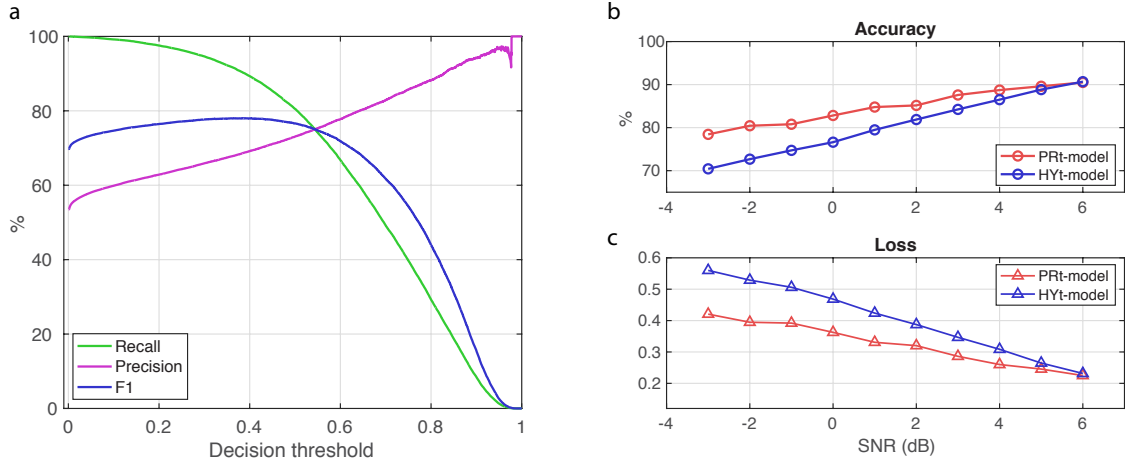 a
100
80
60
40
20
0
%
0 0.2 0.4 0.6 0.8 1
Decision threshold
Recall
Precision
F1
b
Accuracy
100
90
80
70
%
-4 -2 0 2 4 6
PRt-model
HYt-model
c
Loss
0.6
0.5
0.4
0.3
0.2
-4 -2 0 2 4 6
SNR (dB)
PRt-model
HYt-model